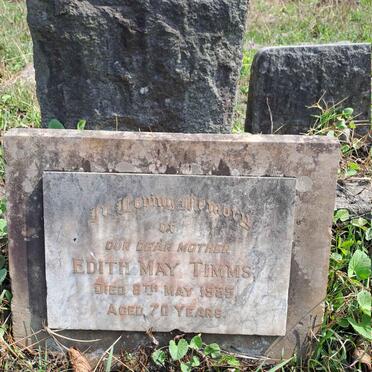 In Loving Memory
OF
OUR DEAR MOTHER
EDITH MAY TIMMS,
DIED 8TH MAY
AGED 70 YEARS.